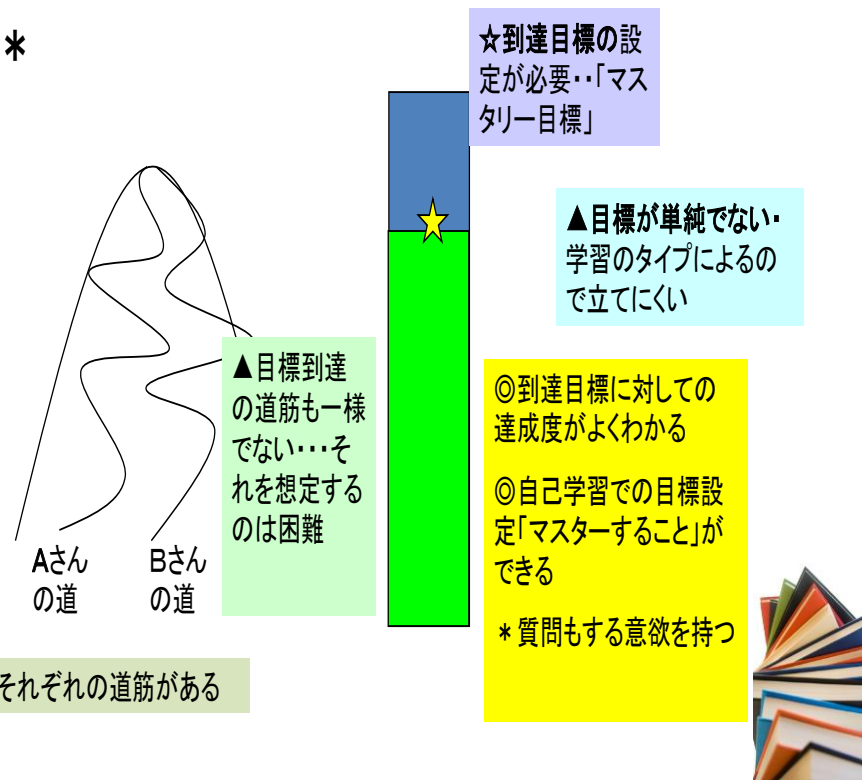 *
☆到達目標の設
定が必要・・「マス
タリー目標」
▲目標が単純でない・
学習のタイプによるの
で立てにくい
▲目標到達
の道筋も一様
でない・・・そ
れを想定する
のは困難
◎到達目標に対しての
達成度がよくわかる
◎自己学習での目標設
定「マスターすること」が
できる
*質問もする意欲を持つ
Aさん
の道
Bさん
の道
それぞれの道筋がある